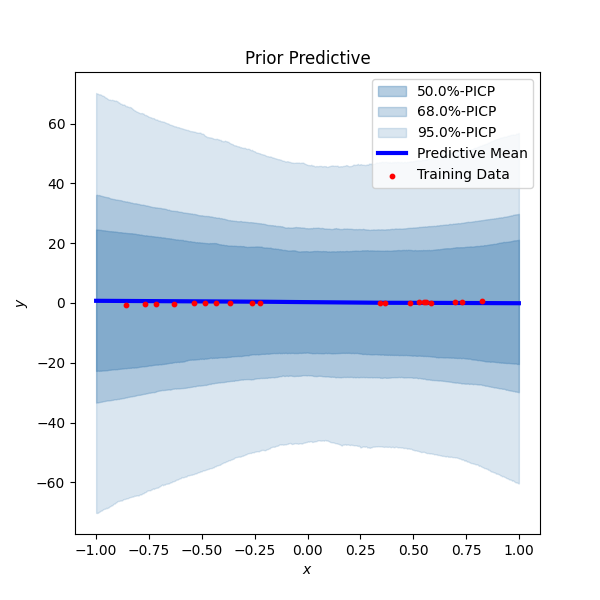 Prior Predictive
50.0%-PICP
68.0%-PICP
95.0%-PICP
Predictive Mean
Training Data
60
40
20
0
−20
−40
−60
y
−1.00 −0.75 −0.50 −0.25 0.00 0.25 0.50 0.75 1.00
x